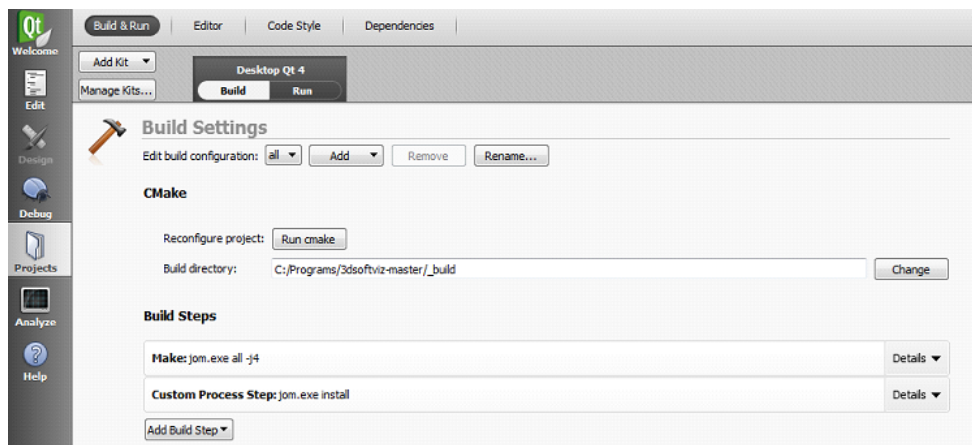 Qt
Build & Run Editor Code Style Dependencies
Welcome
Add Kit
Manage Kits...
Desktop Qt 4
Build Run
Edit
Design
Debug
Projects
Analyze
Help
Build Settings
Edit build configuration: all Add Remove Rename...
CMake
Reconfigure project: Run cmake
Build directory: C:/Programs/3dsoftviz-master/_build Change
Build Steps
Make: jom.exe all -j4 Details
Custom Process Step: jom.exe install Details
Add Build Step